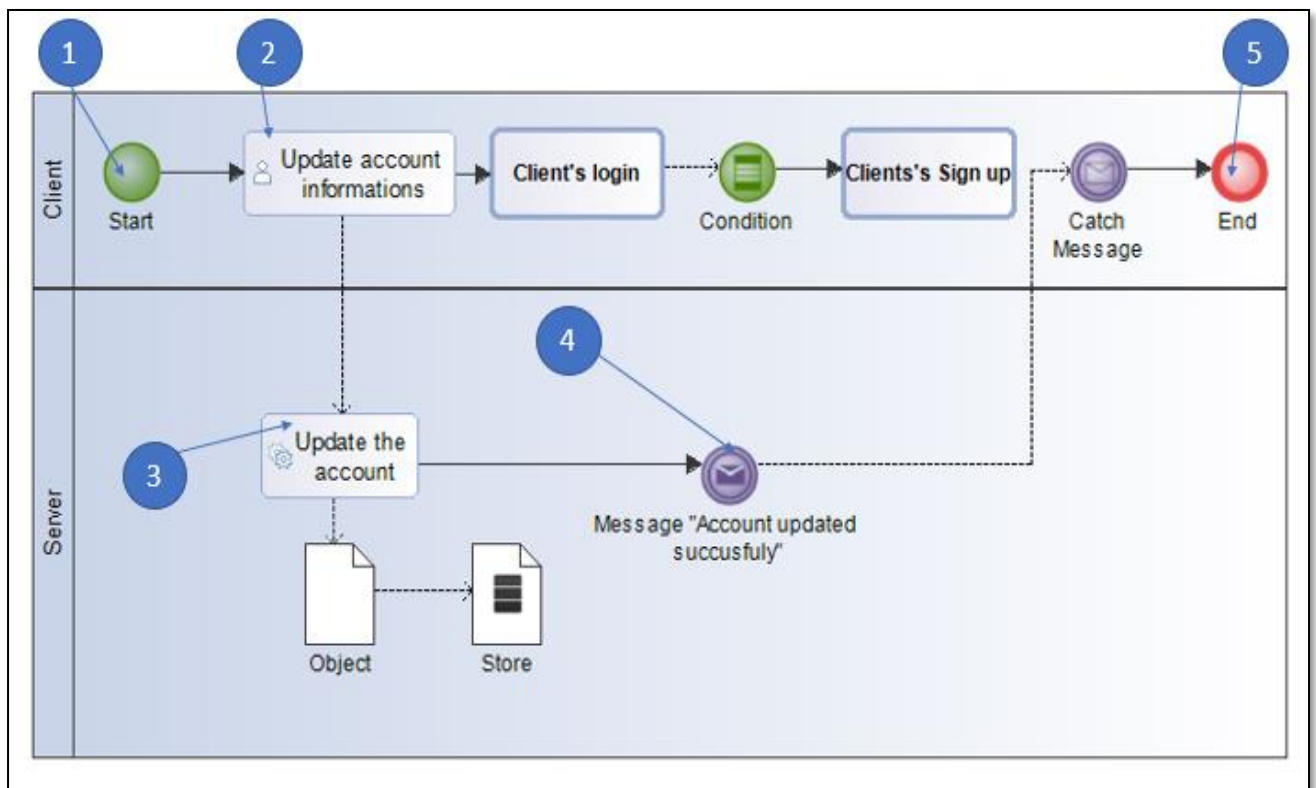 1
2
5
Client
Start
Update account
informations
Client's login
Condition
Clients's Sign up
Catch
Message
End
Server
4
3
Update the
account
Message "Account updated
succusfuly"
Object
Store